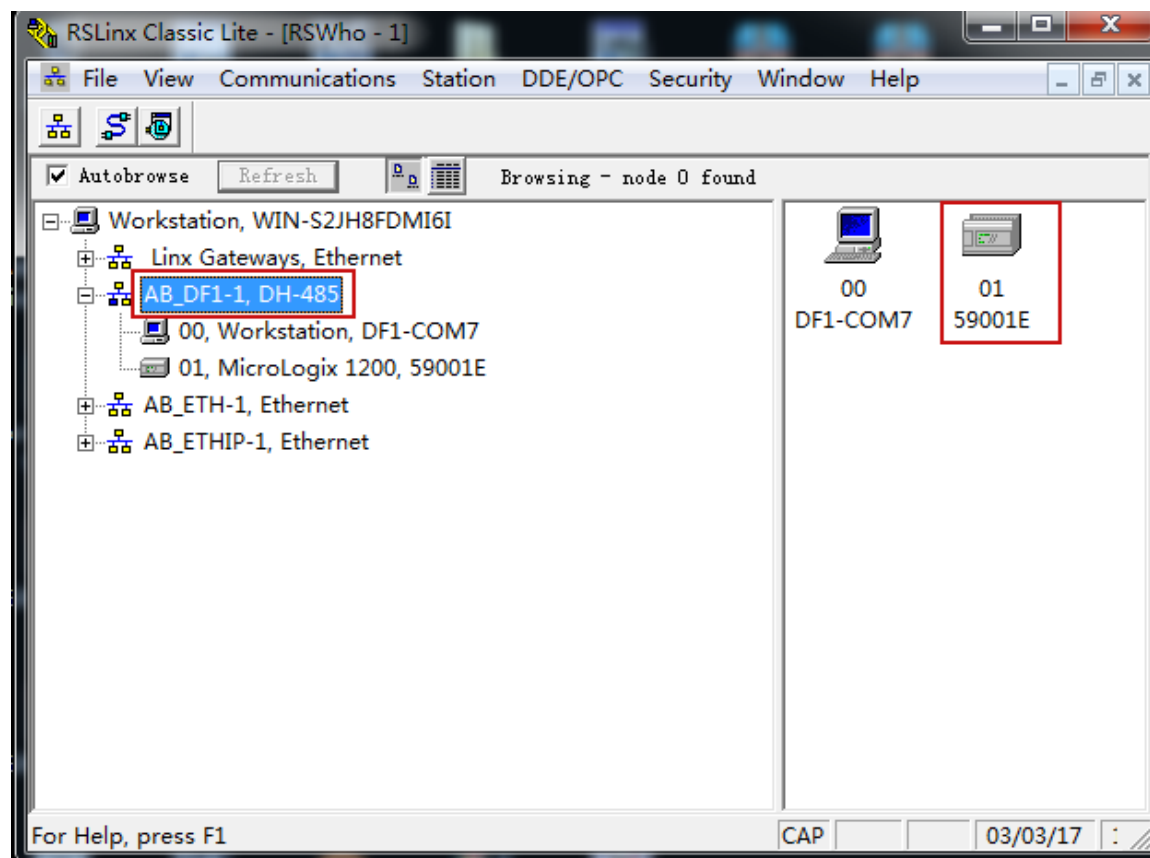 RSLinx Classic Lite - [RSWho - 1]
File View Communications Station DDE/OPC Security Window Help
Autobrowse Refresh Browsing - node 0 found
Workstation, WIN-S2JH8FDMI6I
Linx Gateways, Ethernet
AB_DF1-1, DH-485
00, Workstation, DF1-COM7
01, MicroLogix 1200, 59001E
AB_ETH-1, Ethernet
AB_ETHIP-1, Ethernet
00
DF1-COM7
01
59001E
For Help, press F1 CAP 03/03/17